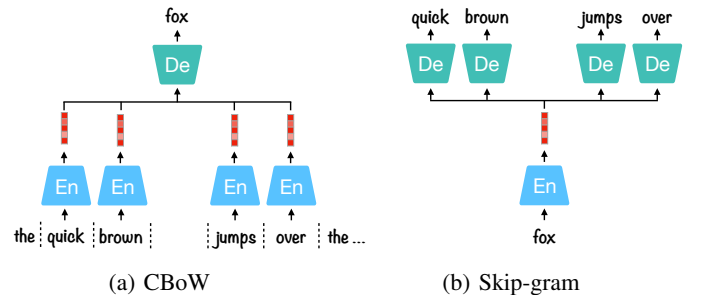 fox
De
En En En En
the quick brown jumps over the ...
(a) CBoW
quick brown jumps over
De De De De
En
fox
(b) Skip-gram